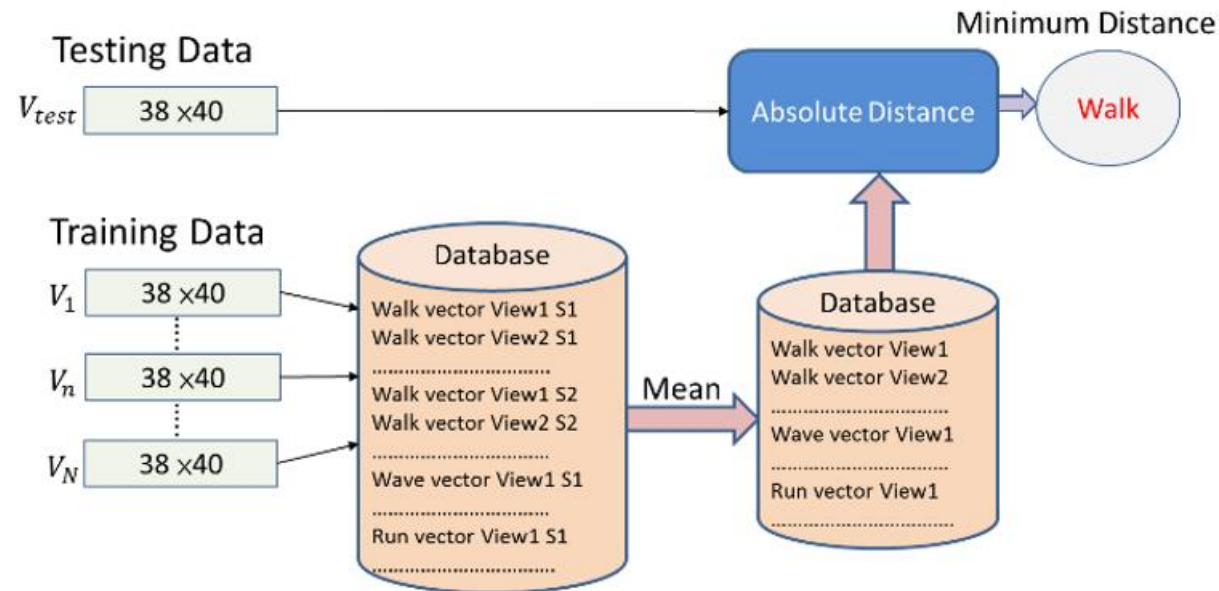 Minimum Distance
Testing Data
V_test 38 ×40
Absolute Distance
Walk
Training Data
V_1 38 ×40
V_n 38 ×40
V_N 38 ×40
Database
Walk vector View1 S1
Walk vector View2 S1
.................................
Walk vector View1 S2
Walk vector View2 S2
.................................
Wave vector View1 S1
.................................
Run vector View1 S1
.................................
Mean
Database
Walk vector View1
Walk vector View2
.................................
Wave vector View1
.................................
Run vector View1
.................................